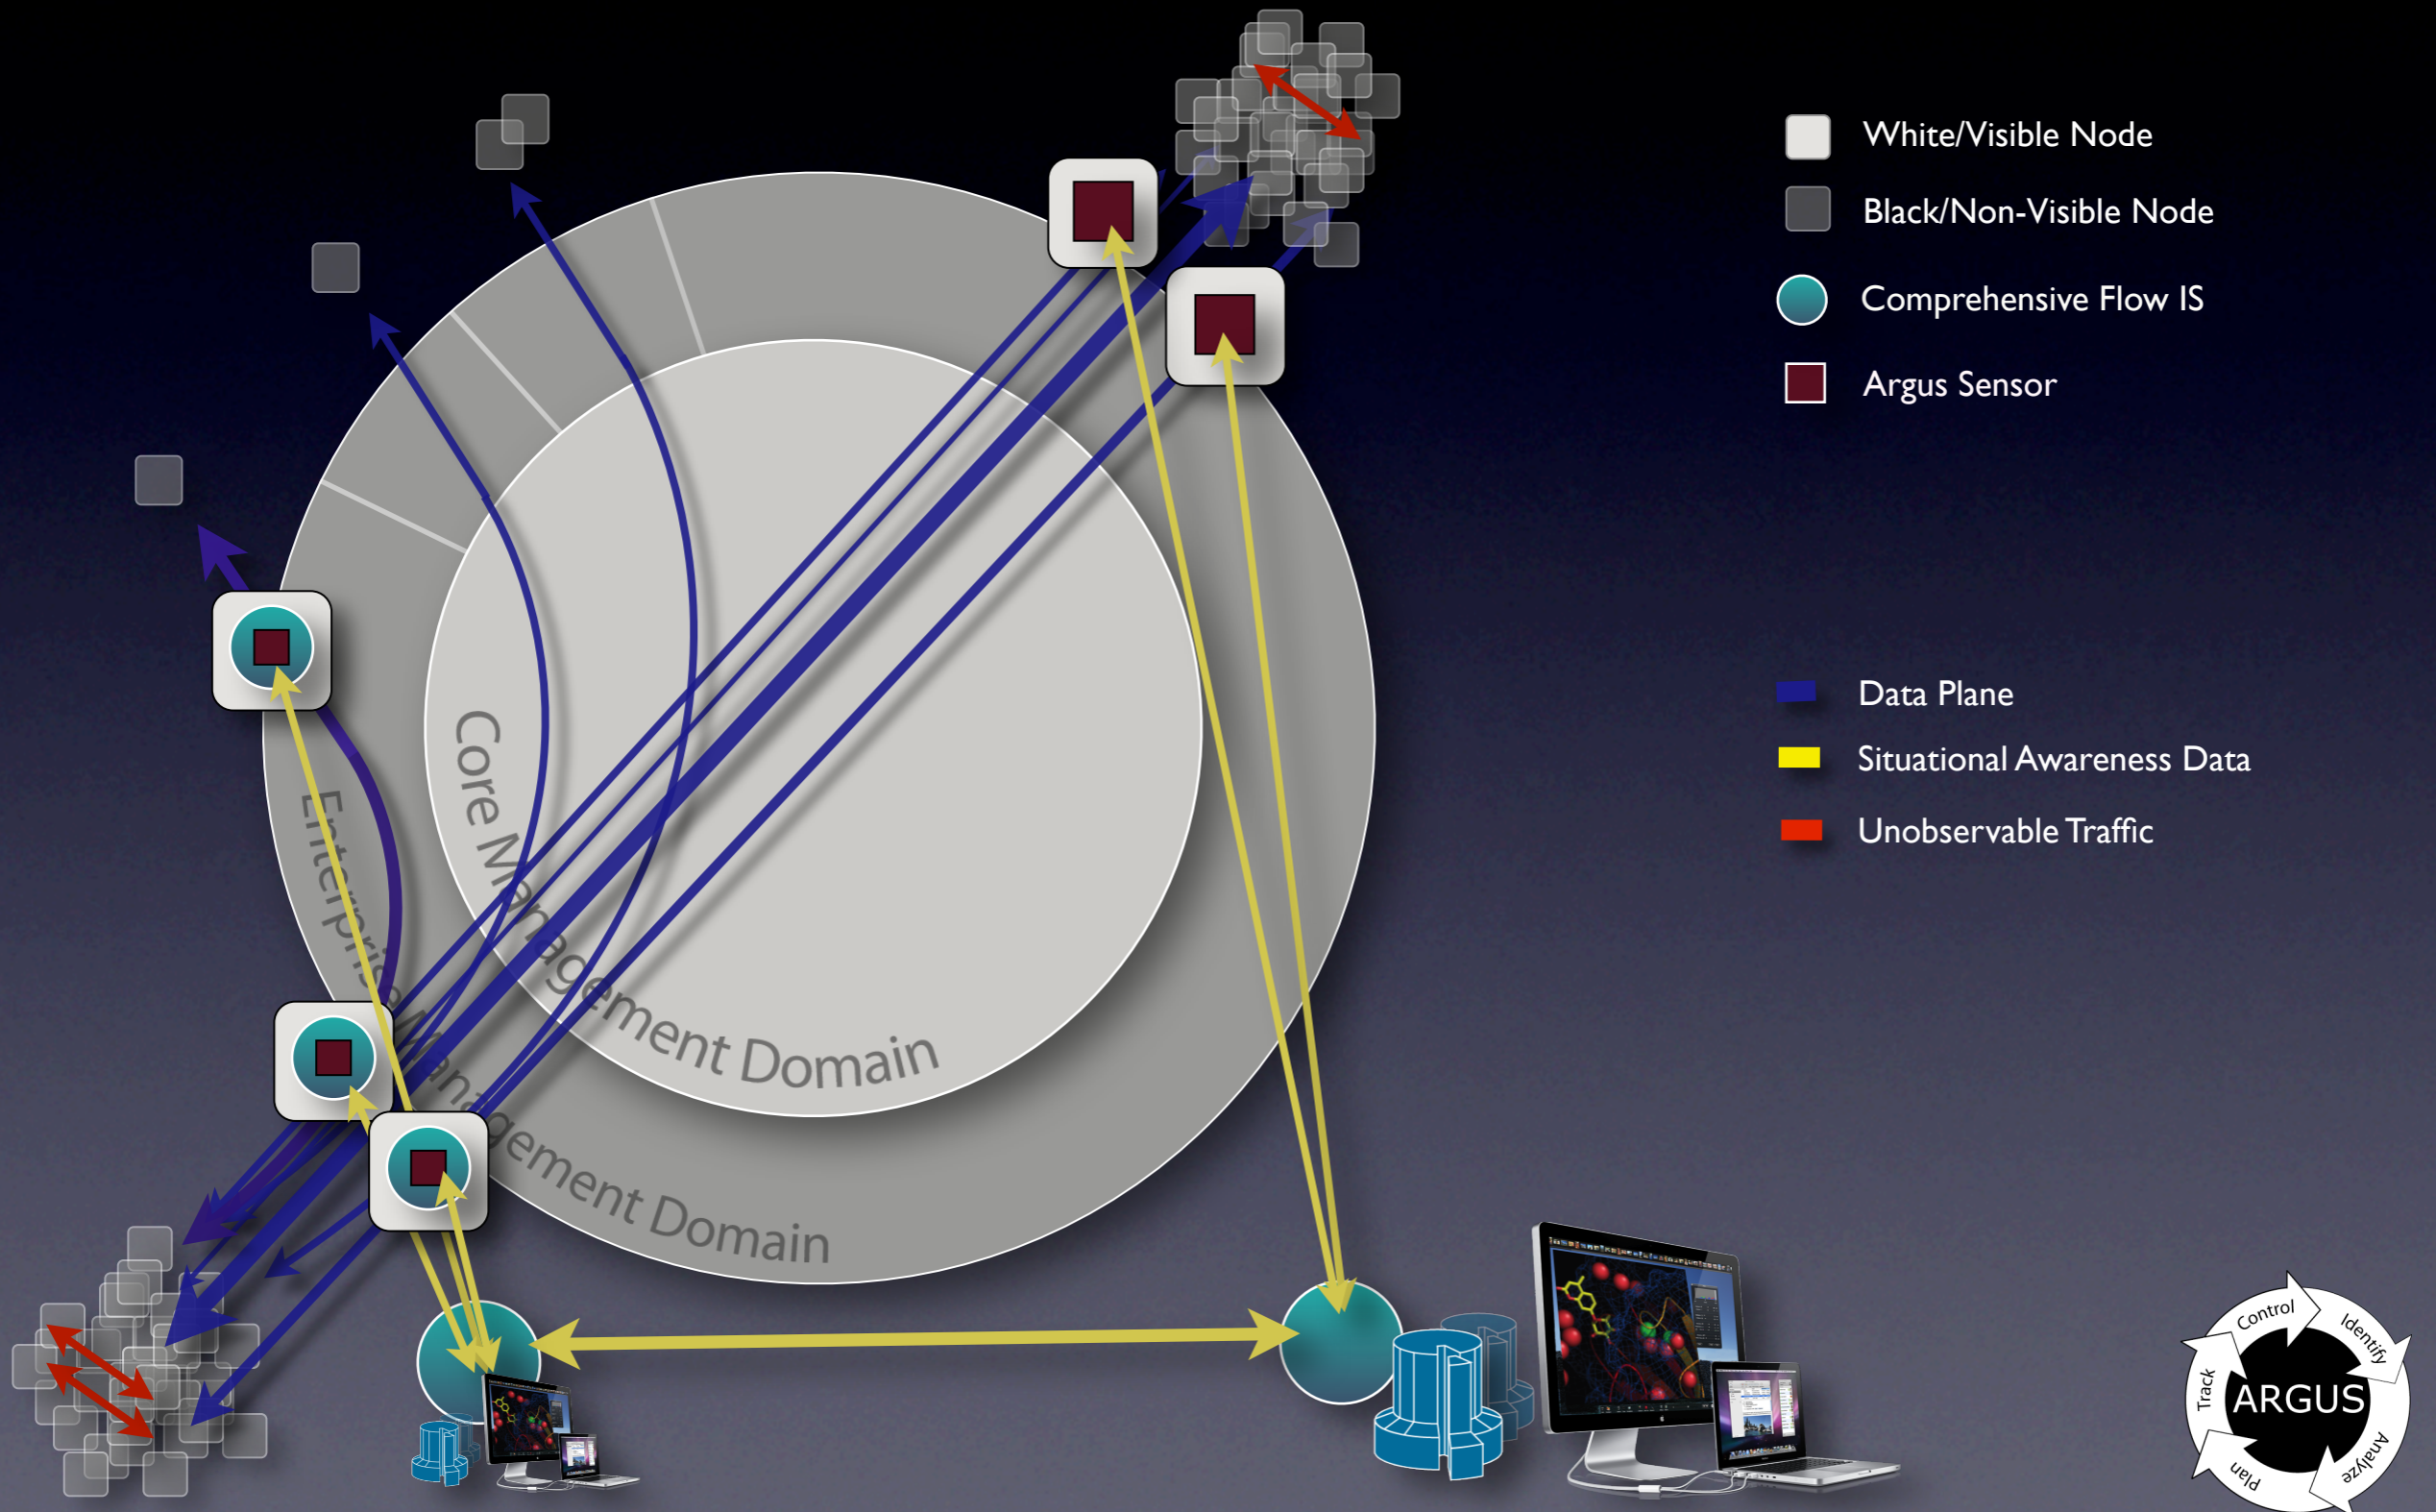 White/Visible Node
Black/Non-Visible Node
Comprehensive Flow IS
Argus Sensor
Data Plane
Situational Awareness Data
Unobservable Traffic
Core Management Domain
Enterprise Management Domain
Control
Identify
Analyze
Plan
Track
ARGUS